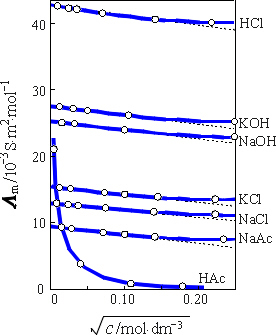 40
30
20
10
0
HCl
KOH
NaOH
KCl
NaCl
NaAc
HAc
Λm/10⁻³S·m²·mol⁻¹
0 0.10 0.20
√c/mol·dm⁻³